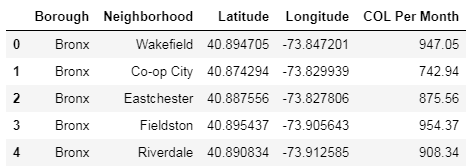 Borough Neighborhood Latitude Longitude COL Per Month
0 Bronx Wakefield 40.894705 -73.847201 947.05
1 Bronx Co-op City 40.874294 -73.829939 742.94
2 Bronx Eastchester 40.887556 -73.827806 875.56
3 Bronx Fieldston 40.895437 -73.905643 954.37
4 Bronx Riverdale 40.890834 -73.912585 908.34